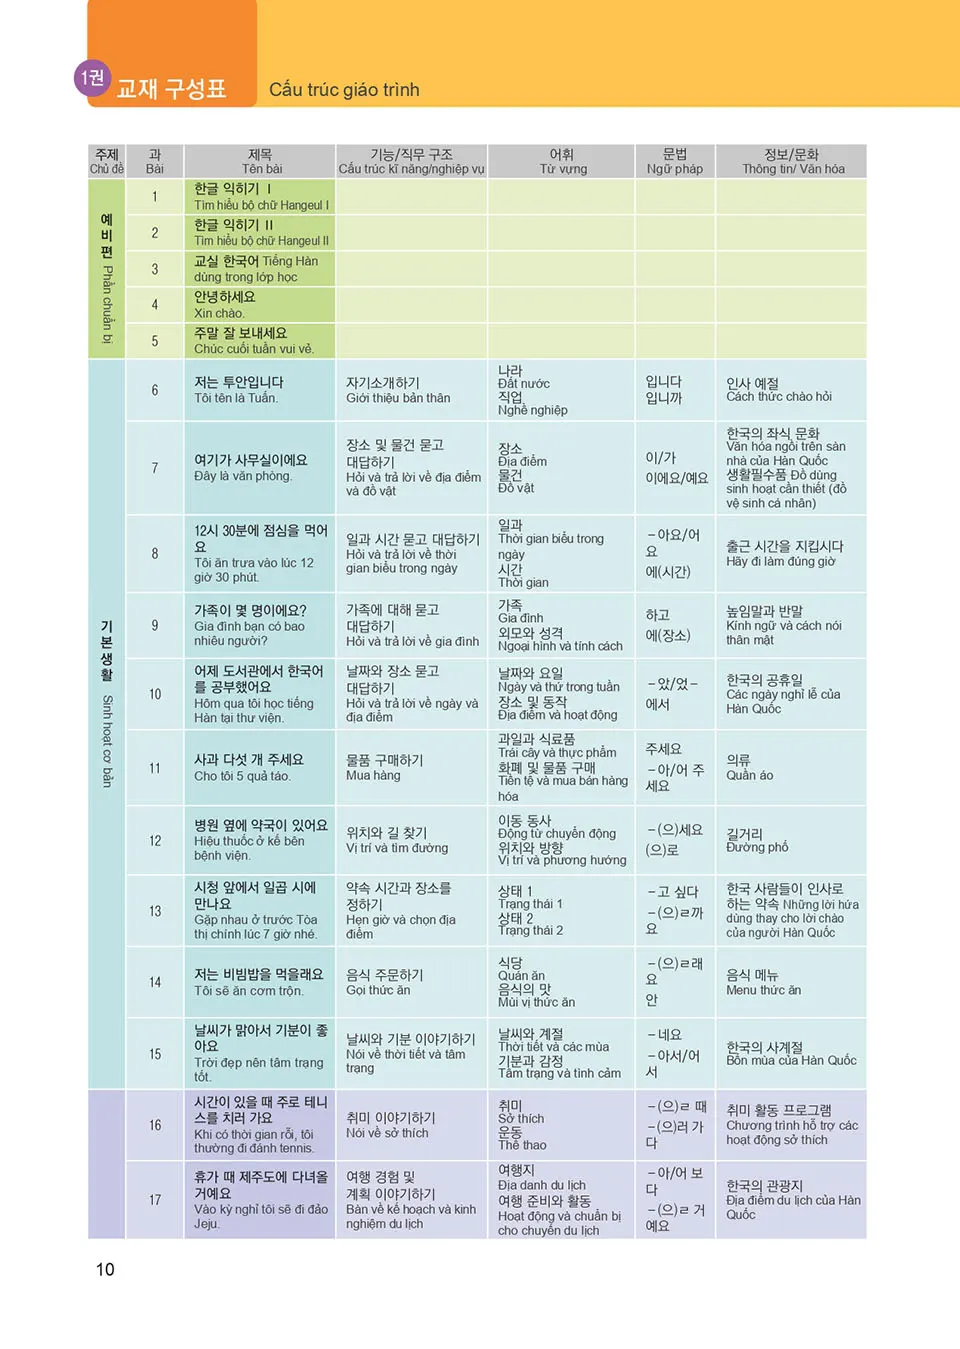 1권
교재 구성표
Cấu trúc giáo trình
주제
Chủ đề
과
Bài
제목
Tên bài
기능/직무 구조
Cấu trúc kĩ năng/nghiệp vụ
어휘
Từ vựng
문법
Ngữ pháp
정보/문화
Thông tin/ Văn hóa
예비편 Phần chuẩn bị
1
한글 익히기 Ⅰ
Tìm hiểu bộ chữ Hangeul I
2
한글 익히기 II
Tìm hiểu bộ chữ Hangeul II
3
교실 한국어 Tiếng Hàn
dùng trong lớp học
4
안녕하세요
Xin chào.
5
주말 잘 보내세요
Chúc cuối tuần vui vẻ.
기본생활 Sinh hoạt cơ bản
6
저는 투안입니다
Tôi tên là Tuấn.
자기소개하기
Giới thiệu bản thân
나라
Đất nước
직업
Nghề nghiệp
입니다
입니까
인사 예절
Cách thức chào hỏi
7
여기가 사무실이에요
Đây là văn phòng.
장소 및 물건 묻고
대답하기
Hỏi và trả lời về địa điểm
và đồ vật
장소
Địa điểm
물건
Đồ vật
이/가
이에요/예요
한국의 좌식 문화
Văn hóa ngồi trên sàn
nhà của Hàn Quốc
생활필수품 Đồ dùng
sinh hoạt cần thiết (đồ
vệ sinh cá nhân)
8
12시 30분에 점심을 먹어
요
Tôi ăn trưa vào lúc 12
giờ 30 phút.
일과 시간 묻고 대답하기
Hỏi và trả lời về thời
gian biểu trong ngày
일과
Thời gian biểu trong
ngày
시간
Thời gian
－아요/어
요
에(시간)
출근 시간을 지킵시다
Hãy đi làm đúng giờ
9
가족이 몇 명이에요?
Gia đình bạn có bao
nhiêu người?
가족에 대해 묻고
대답하기
Hỏi và trả lời về gia đình
가족
Gia đình
외모와 성격
Ngoại hình và tính cách
하고
에(장소)
높임말과 반말
Kính ngữ và cách nói
thân mật
10
어제 도서관에서 한국어
를 공부했어요
Hôm qua tôi học tiếng
Hàn tại thư viện.
날짜와 장소 묻고
대답하기
Hỏi và trả lời về ngày và
địa điểm
날짜와 요일
Ngày và thứ trong tuần
장소 및 동작
Địa điểm và hoạt động
－았/었－
에서
한국의 공휴일
Các ngày nghỉ lễ của
Hàn Quốc
11
사과 다섯 개 주세요
Cho tôi 5 quả táo.
물품 구매하기
Mua hàng
과일과 식료품
Trái cây và thực phẩm
화폐 및 물품 구매
Tiền tệ và mua bán hàng
hóa
주세요
－아/어 주
세요
의류
Quần áo
12
병원 옆에 약국이 있어요
Hiệu thuốc ở kế bên
bệnh viện.
위치와 길 찾기
Vị trí và tìm đường
이동 동사
Động từ chuyển động
위치와 방향
Vị trí và phương hướng
－(으)세요
(으)로
길거리
Đường phố
13
시청 앞에서 일곱 시에
만나요
Gặp nhau ở trước Tòa
thị chính lúc 7 giờ nhé.
약속 시간과 장소를
정하기
Hẹn giờ và chọn địa
điểm
상태 1
Trạng thái 1
상태 2
Trạng thái 2
－고 싶다
－(으)ㄹ까
요
한국 사람들이 인사로
하는 약속 Những lời hứa
dùng thay cho lời chào
của người Hàn Quốc
14
저는 비빔밥을 먹을래요
Tôi sẽ ăn cơm trộn.
음식 주문하기
Gọi thức ăn
식당
Quán ăn
음식의 맛
Mùi vị thức ăn
－(으)ㄹ래
요
안
음식 메뉴
Menu thức ăn
15
날씨가 맑아서 기분이 좋
아요
Trời đẹp nên tâm trạng
tốt.
날씨와 기분 이야기하기
Nói về thời tiết và tâm
trạng
날씨와 계절
Thời tiết và các mùa
기분과 감정
Tâm trạng và tình cảm
－네요
－아서/어
서
한국의 사계절
Bốn mùa của Hàn Quốc
16
시간이 있을 때 주로 테니
스를 치러 가요
Khi có thời gian rỗi, tôi
thường đi đánh tennis.
취미 이야기하기
Nói về sở thích
취미
Sở thích
운동
Thể thao
－(으)ㄹ 때
－(으)러 가
다
취미 활동 프로그램
Chương trình hỗ trợ các
hoạt động sở thích
17
휴가 때 제주도에 다녀올
거예요
Vào kỳ nghỉ tôi sẽ đi đảo
Jeju.
여행 경험 및
계획 이야기하기
Bàn về kế hoạch và kinh
nghiệm du lịch
여행지
Địa danh du lịch
여행 준비와 활동
Hoạt động và chuẩn bị
cho chuyến du lịch
－아/어 보
다
－(으)ㄹ 거
예요
한국의 관광지
Địa điểm du lịch của Hàn
Quốc
10